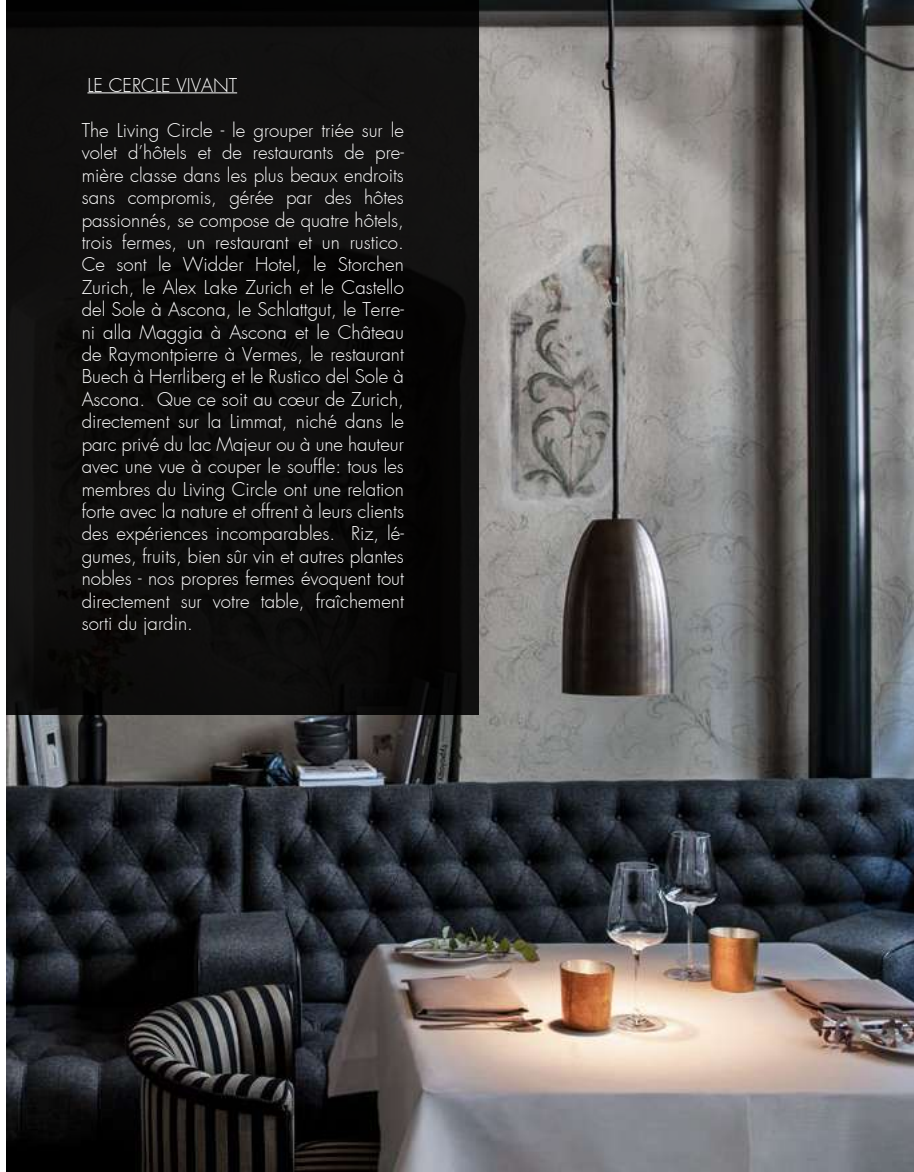 LE CERCLE VIVANT
The Living Circle - le grouper triée sur le
volet d'hôtels et de restaurants de pre-
mière classe dans les plus beaux endroits
sans compromis, gérée par des hôtes
passionnés, se compose de quatre hôtels,
trois fermes, un restaurant et un rustico.
Ce sont le Widder Hotel, le Storchen
Zurich, le Alex Lake Zurich et le Castello
del Sole à Ascona, le Schlattgut, le Terre-
ni alla Maggia à Ascona et le Château
de Raymontpierre à Vermes, le restaurant
Buech à Herrliberg et le Rustico del Sole à
Ascona.  Que ce soit au cœur de Zurich,
directement sur la Limmat, niché dans le
parc privé du lac Majeur ou à une hauteur
avec une vue à couper le souffle: tous les
membres du Living Circle ont une relation
forte avec la nature et offrent à leurs clients
des expériences incomparables.  Riz, lé-
gumes, fruits, bien sûr vin et autres plantes
nobles - nos propres fermes évoquent tout
directement sur votre table, fraîchement
sorti du jardin.